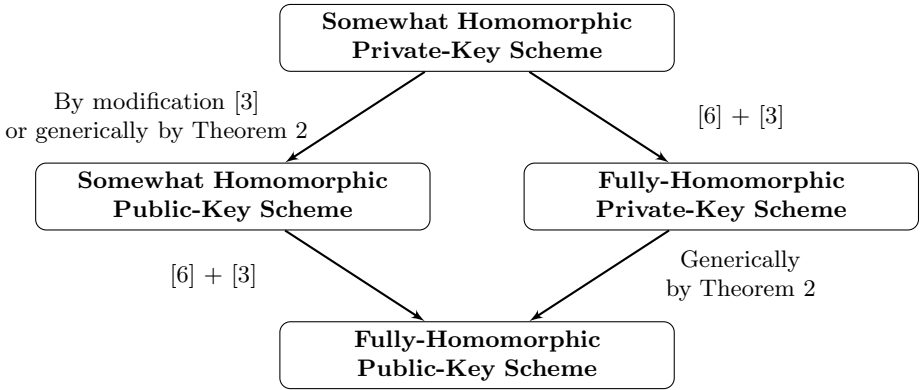 Somewhat Homomorphic
Private-Key Scheme
By modification [3]
or generically by Theorem 2
[6] + [3]
Somewhat Homomorphic
Public-Key Scheme
Fully-Homomorphic
Private-Key Scheme
[6] + [3]
Generically
by Theorem 2
Fully-Homomorphic
Public-Key Scheme